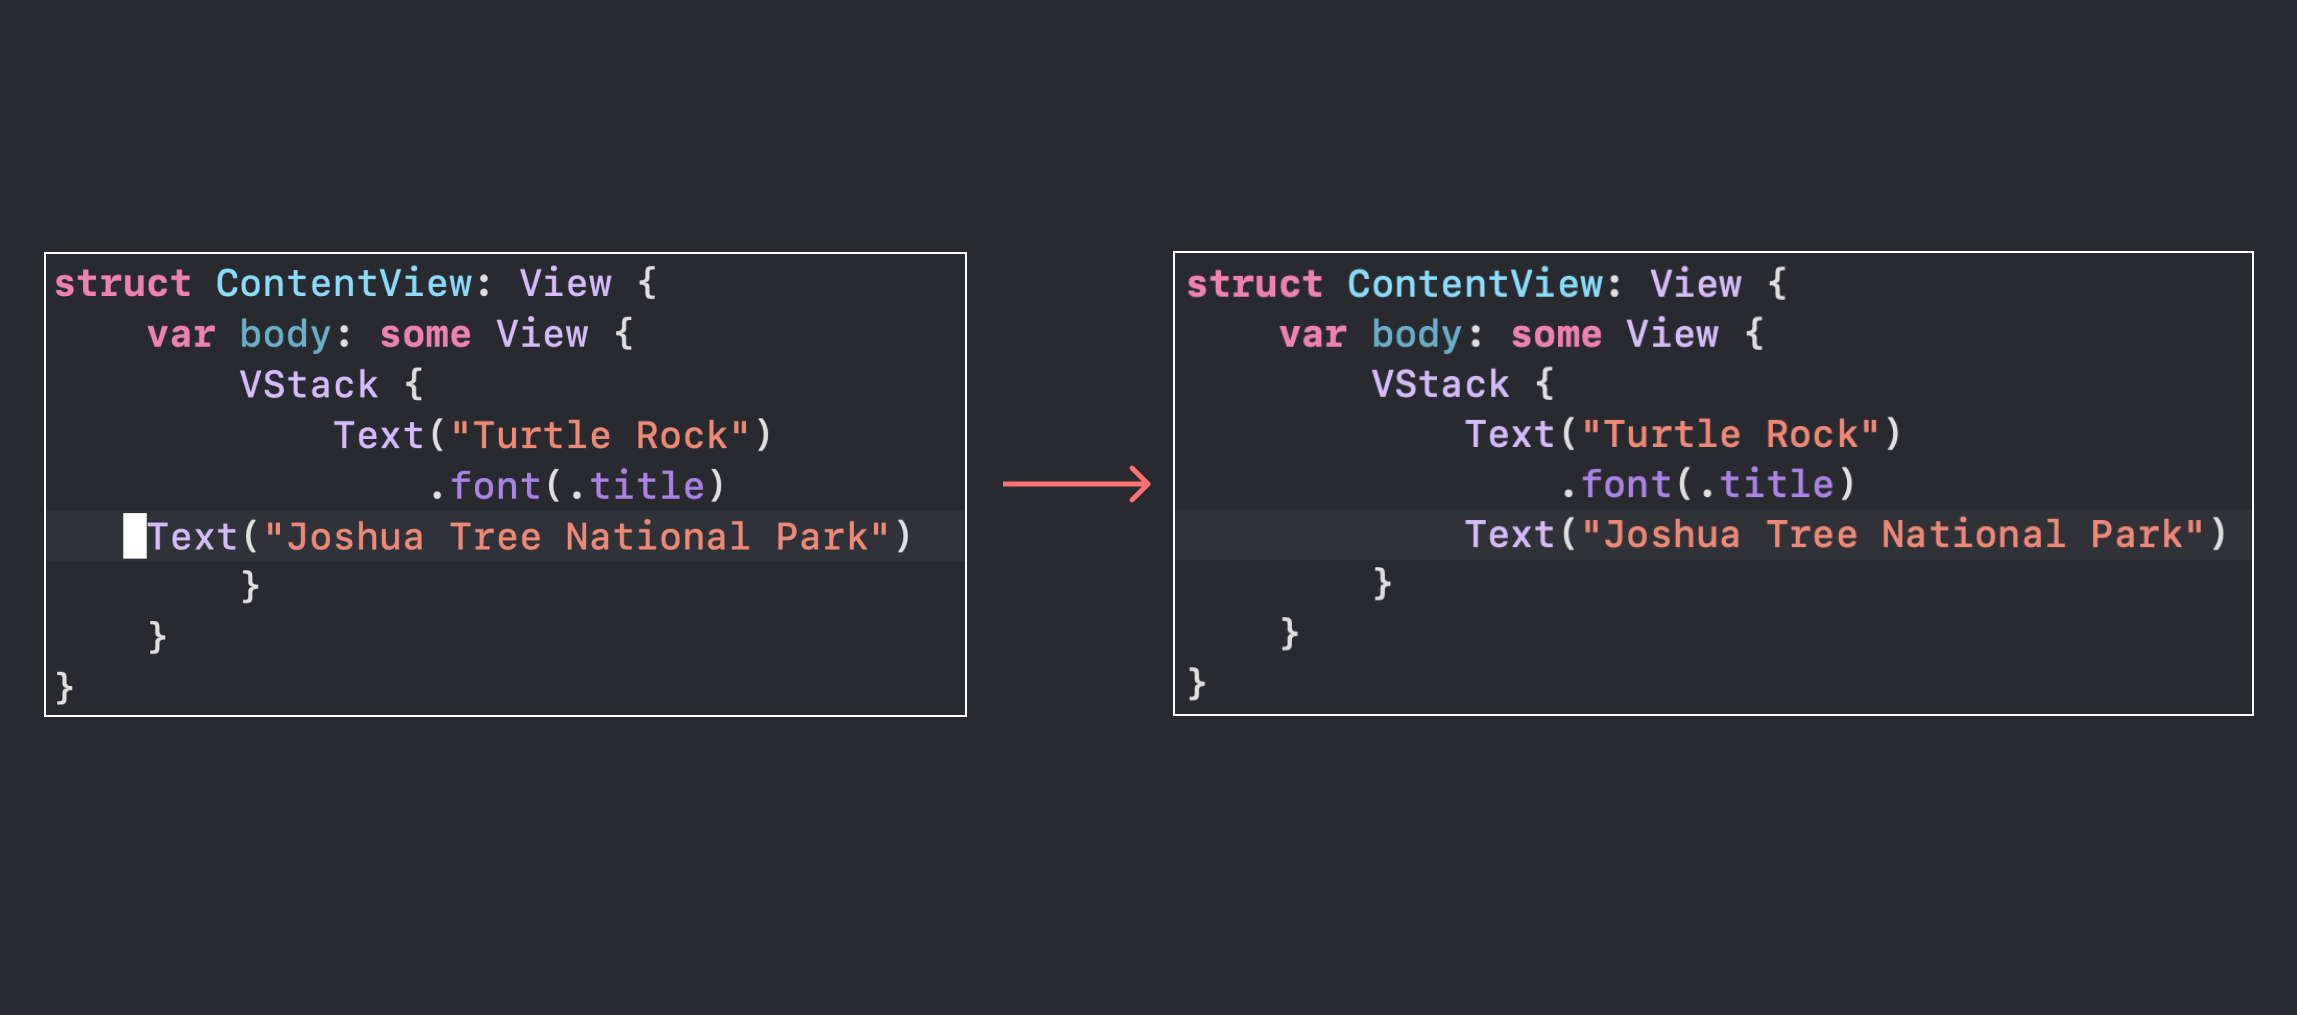 struct ContentView: View {
    var body: some View {
        VStack {
            Text("Turtle Rock")
                .font(.title)
    Text("Joshua Tree National Park")
        }
    }
}
struct ContentView: View {
    var body: some View {
        VStack {
            Text("Turtle Rock")
                .font(.title)
            Text("Joshua Tree National Park")
        }
    }
}